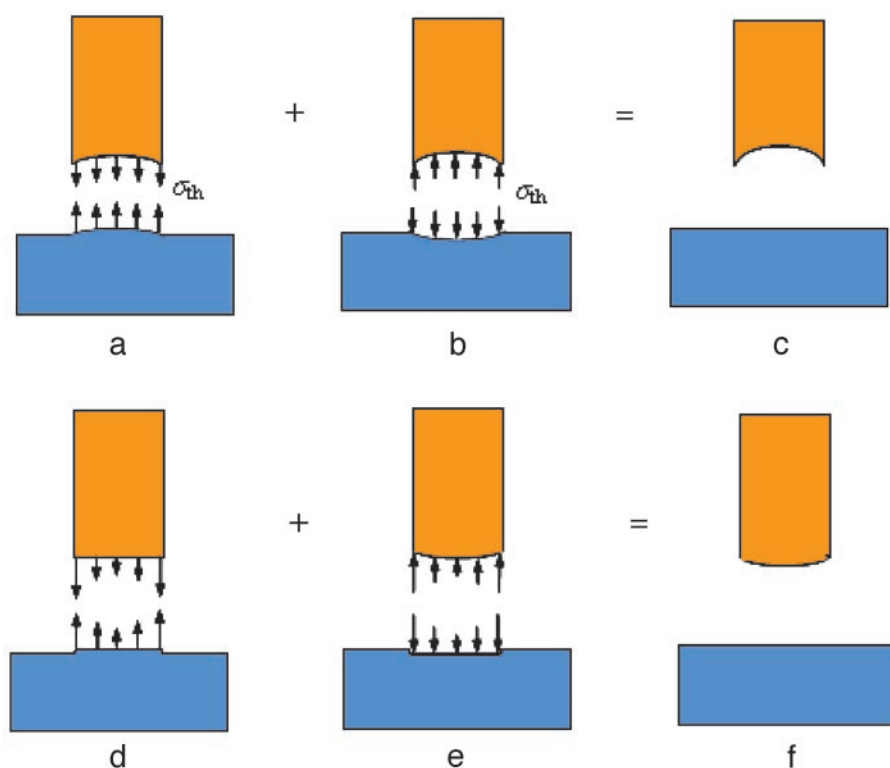 + =
σth σth
a b c
+ =
d e f